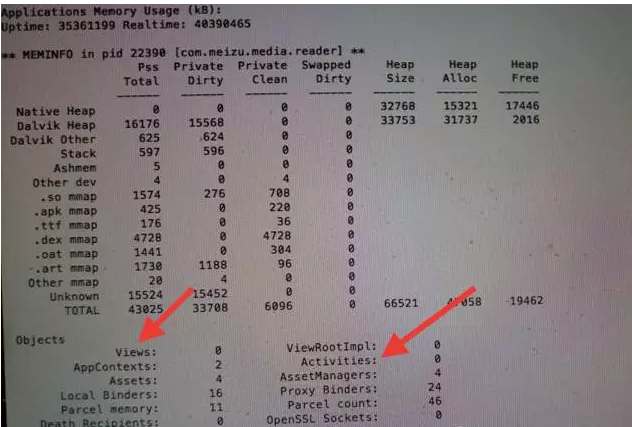 Applications Memory Usage (kB):
Uptime: 35361199 Realtime: 40390465
** MEMINFO in pid 22390 [com.meizu.media.reader] **
Pss Private Private Swapped Heap Heap Heap
Total Dirty Clean Dirty Size Alloc Free
------ ------ ------ ------ ------ ------ ------
Native Heap 0 0 0 0 32768 15321 17446
Dalvik Heap 16176 15568 0 0 33753 31737 2016
Dalvik Other 625 624 0 0
Stack 597 596 0 0
Ashmem 5 0 0 0
Other dev 4 0 4 0
.so mmap 1574 276 708 0
.apk mmap 425 0 220 0
.ttf mmap 176 0 36 0
.dex mmap 4728 0 4728 0
.oat mmap 1441 0 304 0
.art mmap 1730 1188 96 0
Other mmap 20 4 0 0
Unknown 15524 15452 0 0
TOTAL 43025 33708 6096 0 66521 19462
Objects
Views: 0 ViewRootImpl: 0
AppContexts: 2 Activities: 0
Assets: 4 AssetManagers: 4
Local Binders: 16 Proxy Binders: 24
Parcel memory: 11 Parcel count: 46
Death Recipients: 0 OpenSSL Sockets: 0